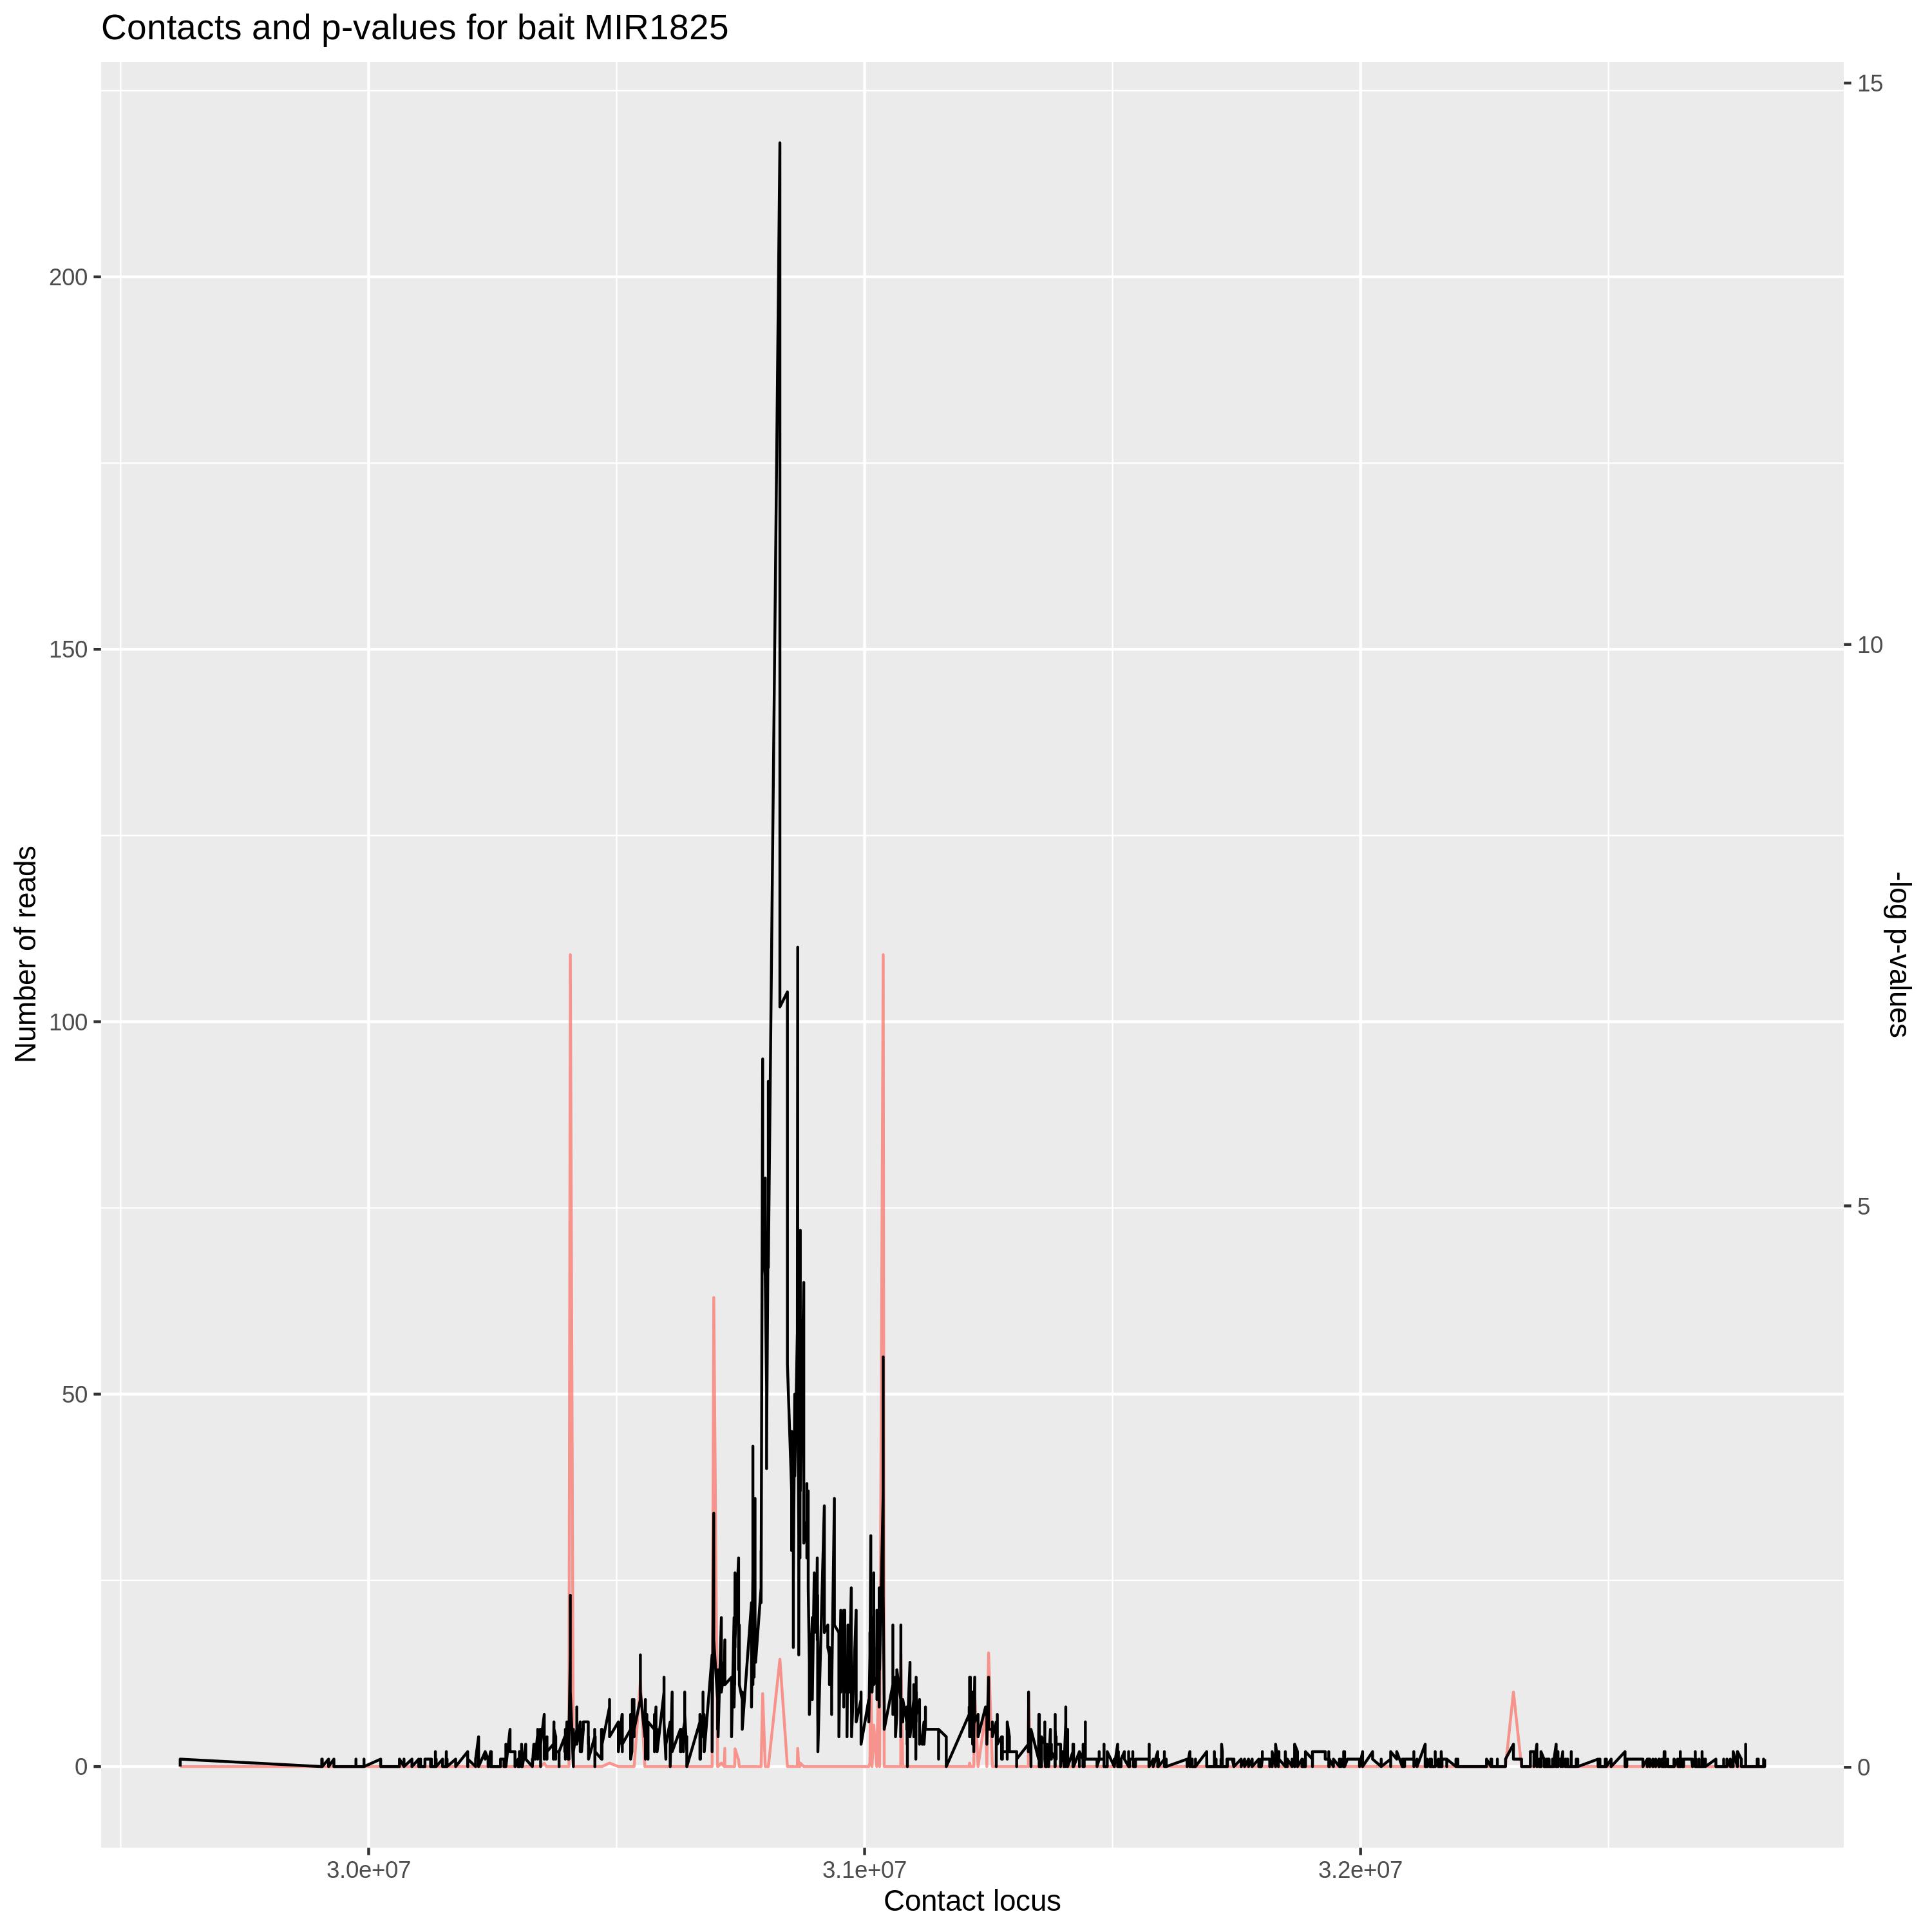 Contacts and p-values for bait MIR1825
Number of reads
200
150
100
50
0
15
10
5
0
-log p-values
3.0e+07
3.1e+07
3.2e+07
Contact locus